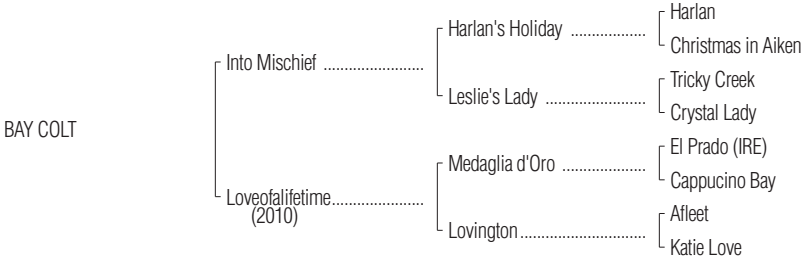 Harlan
Harlan's Holiday ....................
Christmas in Aiken
Into Mischief ..........................
Tricky Creek
Leslie's Lady ..........................
Crystal Lady
BAY COLT
El Prado (IRE)
Medaglia d'Oro ......................
Cappucino Bay
Loveofalifetime........................
(2010)
Afleet
Lovington.................................
Katie Love